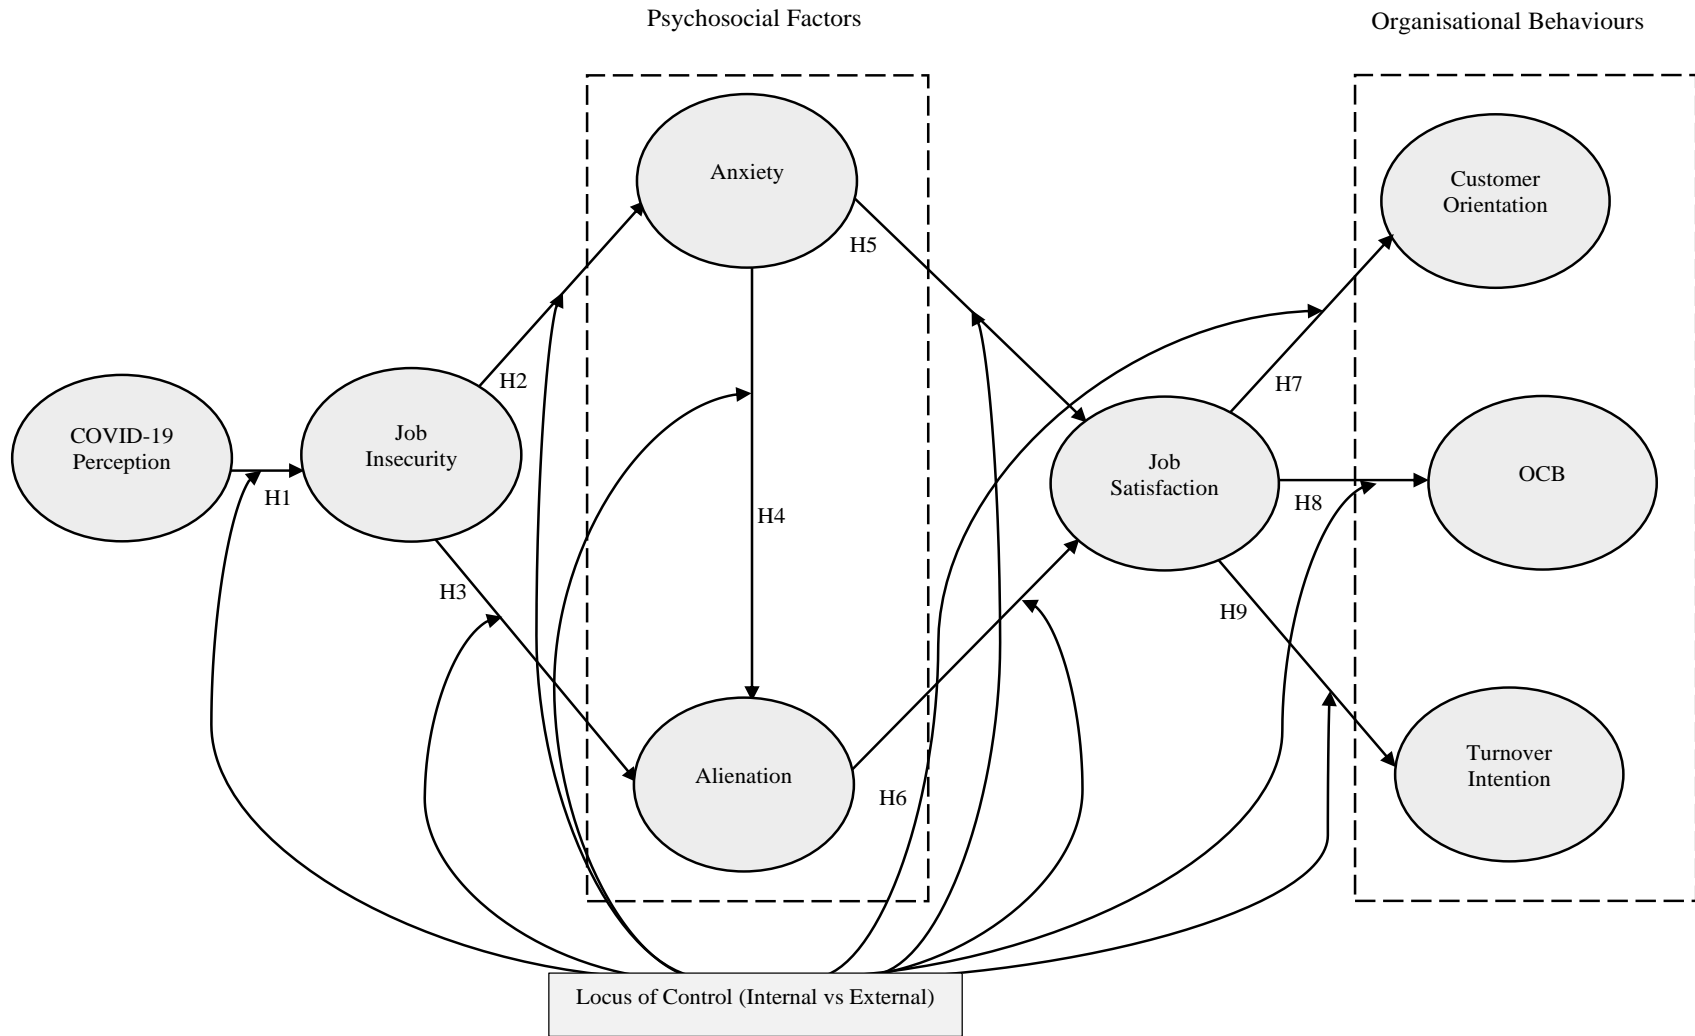 Psychosocial Factors
Organisational Behaviours
Anxiety
Customer
Orientation
H5
H2
H7
COVID-19
Perception
Job
Insecurity
Job
Satisfaction
OCB
H1
H8
H4
H3
H9
Alienation
Turnover
Intention
H6
Locus of Control (Internal vs External)